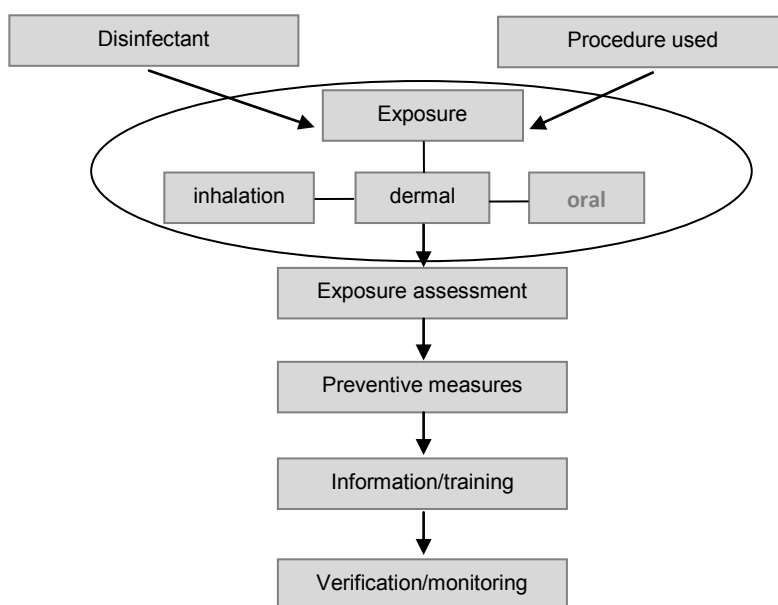 Disinfectant
Procedure used
Exposure
inhalation
dermal
oral
Exposure assessment
Preventive measures
Information/training
Verification/monitoring